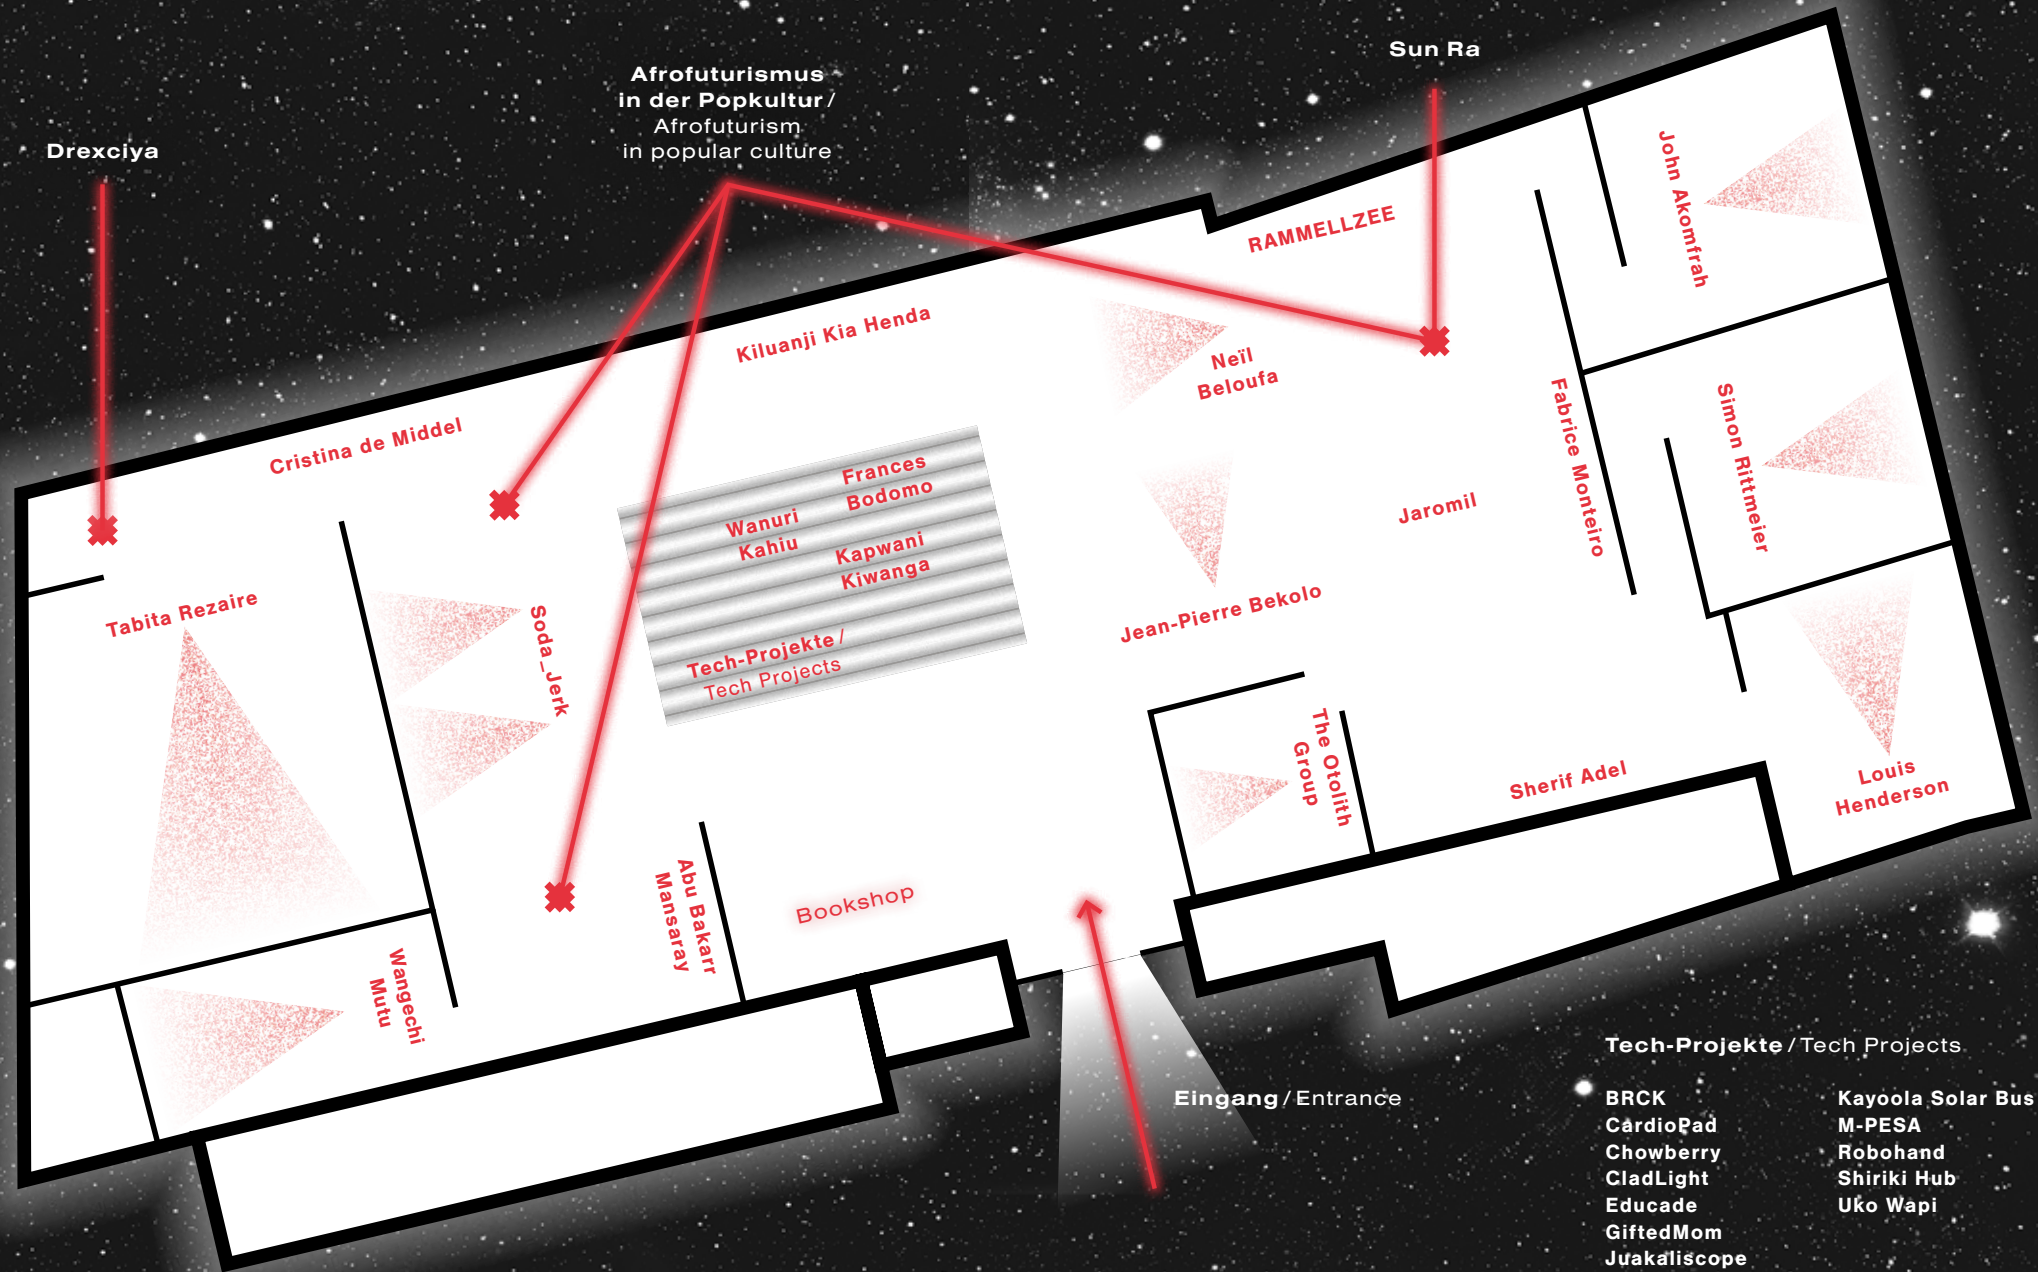 Sun Ra
Afrofuturismus
in der Popkultur /
Afrofuturism
in popular culture
Drexciya
RAMMELLZEE
John Akomfrah
Kiluanji Kia Henda
Neïl
Beloufa
Cristina de Middel
Fabrice Monteiro
Simon Rittmeier
Frances
Bodomo
Wanuri
Kahiu
Kapwani
Kiwanga
Jaromil
Tabita Rezaire
Soda_Jerk
Jean-Pierre Bekolo
Tech-Projekte /
Tech Projects
The Otolith
Group
Sherif Adel
Louis
Henderson
Abu Bakarr
Mansaray
Bookshop
Wangechi
Mutu
Eingang / Entrance
Tech-Projekte / Tech Projects
BRCK
CardioPad
Chowberry
CladLight
Educade
GiftedMom
Juakaliscope
Kayoola Solar Bus
M-PESA
Robohand
Shiriki Hub
Uko Wapi